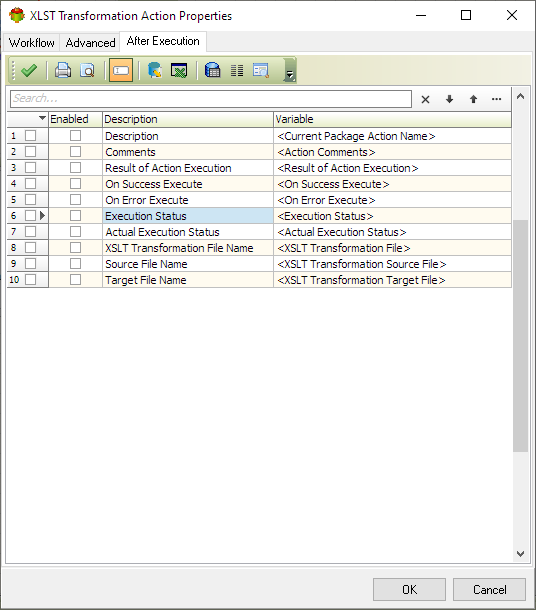 XLST Transformation Action Properties
Workflow Advanced After Execution
Search...
Enabled Description Variable
1 Description <Current Package Action Name>
2 Comments <Action Comments>
3 Result of Action Execution <Result of Action Execution>
4 On Success Execute <On Success Execute>
5 On Error Execute <On Error Execute>
6 Execution Status <Execution Status>
7 Actual Execution Status <Actual Execution Status>
8 XSLT Transformation File Name <XSLT Transformation File>
9 Source File Name <XSLT Transformation Source File>
10 Target File Name <XSLT Transformation Target File>
OK Cancel